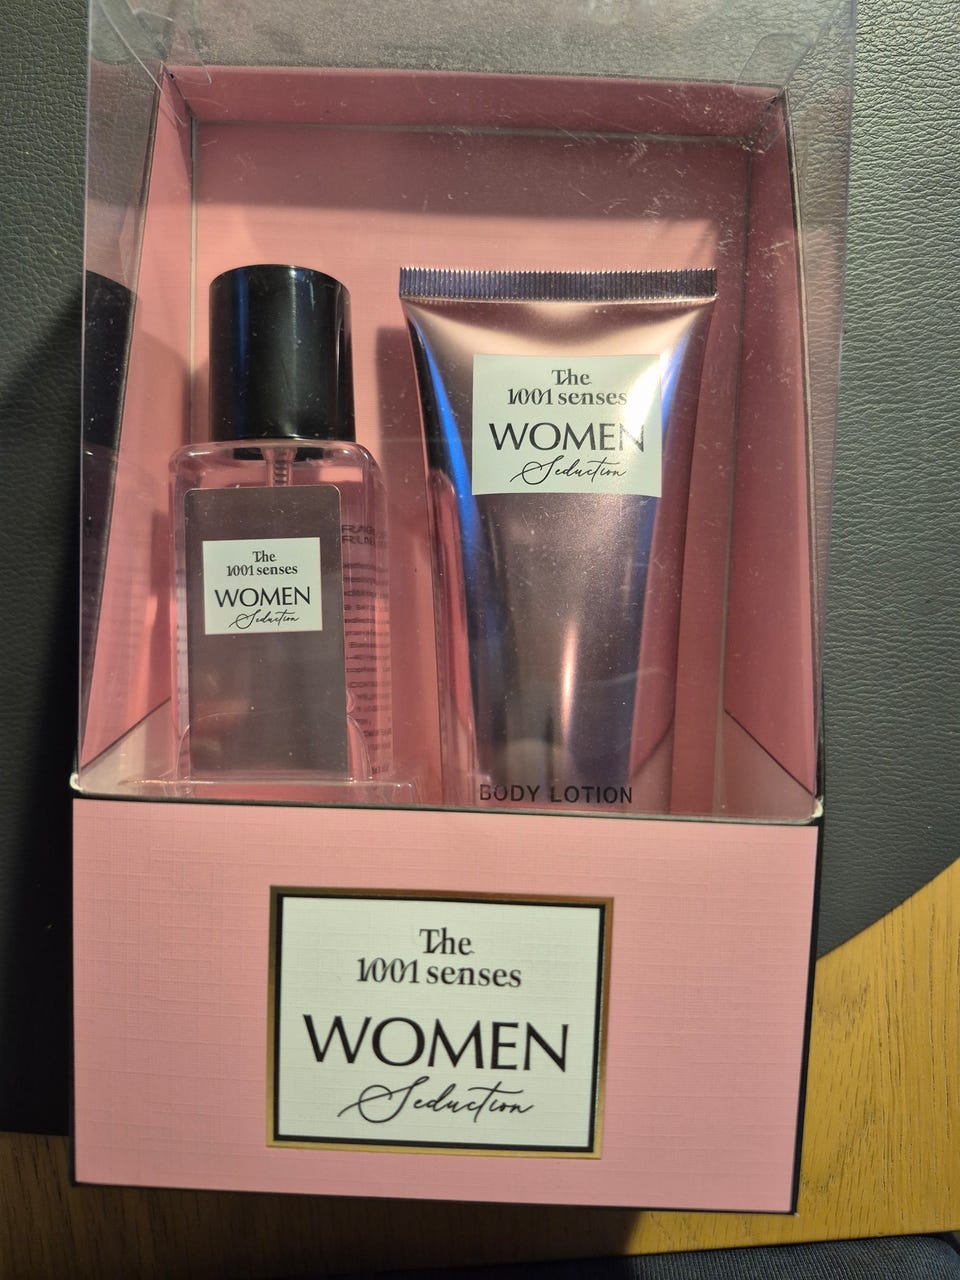 The
1001 senses
WOMEN
Seduction
The
1001 senses
WOMEN
Seduction
BODY LOTION
The
1001 senses
WOMEN
Seduction